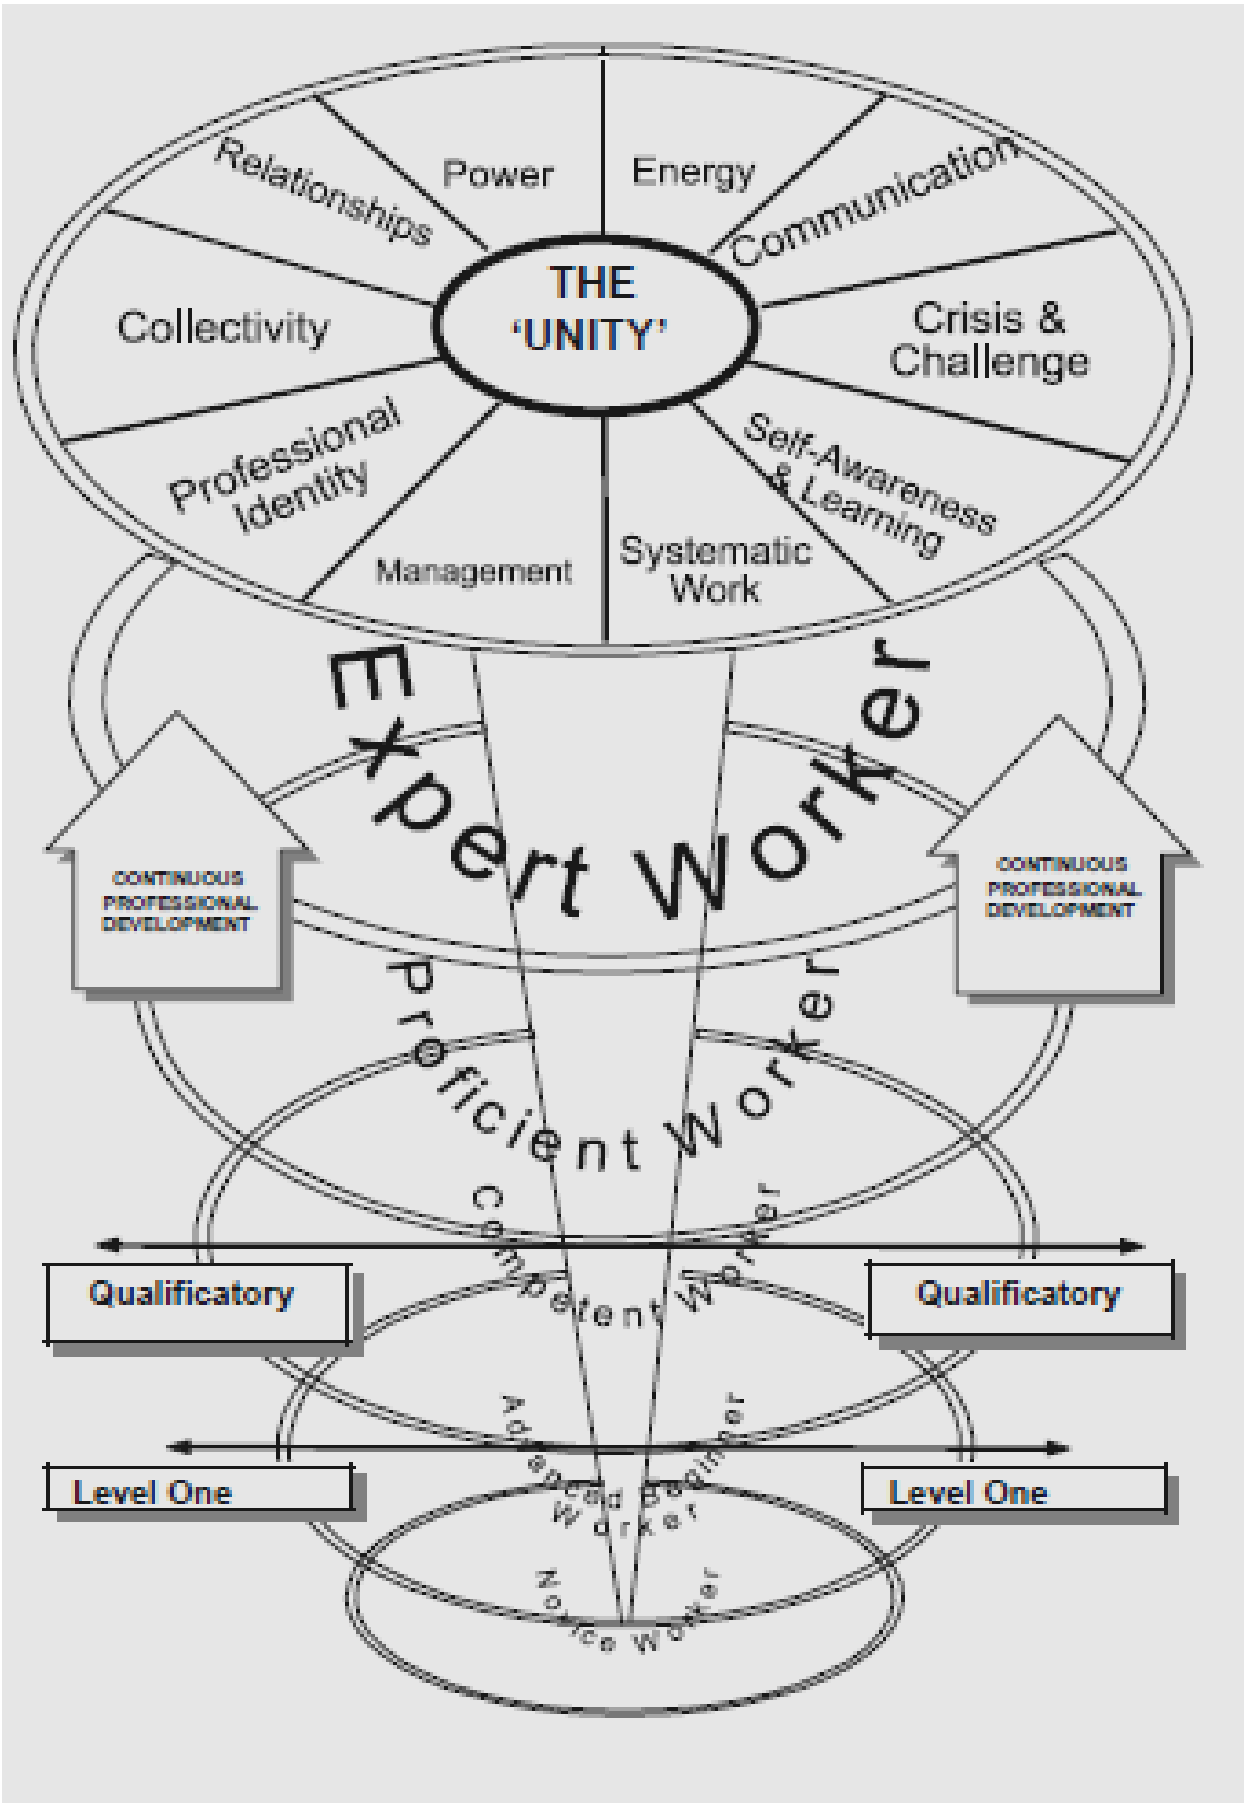 Power
Energy
Relationships
Communication
THE
‘UNITY’
Collectivity
Crisis &
Challenge
Professional
Identity
Self-Awareness
& Learning
Management
Systematic
Work
Expert Worker
CONTINUOUS
PROFESSIONAL
DEVELOPMENT
CONTINUOUS
PROFESSIONAL
DEVELOPMENT
Proficient Worker
Competent Worker
Qualificatory
Qualificatory
Advanced Beginner
Worker
Level One
Level One
Novice Worker